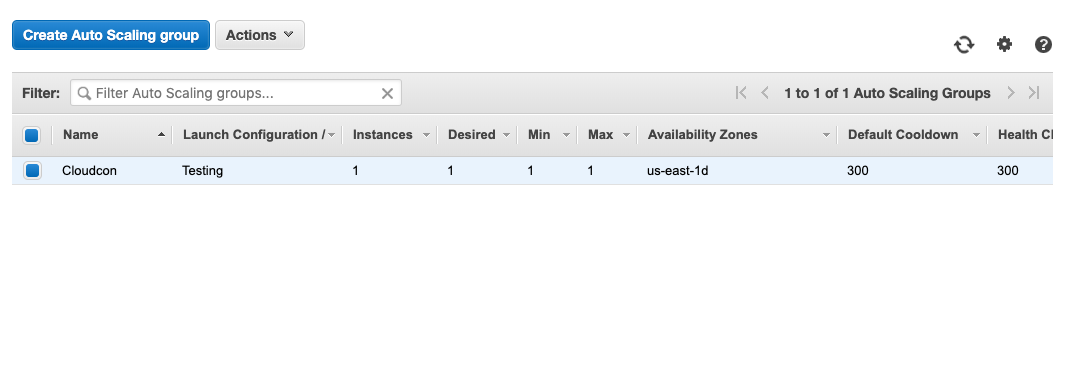 Create Auto Scaling group Actions
Filter: Filter Auto Scaling groups... 1 to 1 of 1 Auto Scaling Groups
Name Launch Configuration / Instances Desired Min Max Availability Zones Default Cooldown Health Cl
Cloudcon Testing 1 1 1 1 us-east-1d 300 300